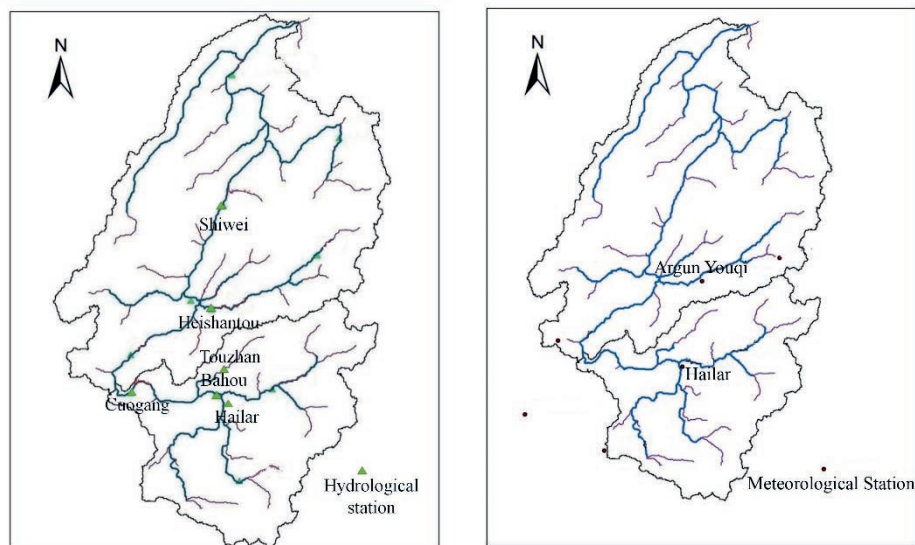 N
Shiwei
Heishantou
Touzhan
Bahou
Cuogang
Hailar
Hydrological
station
N
Argun Youqi
Hailar
Meteorological Station